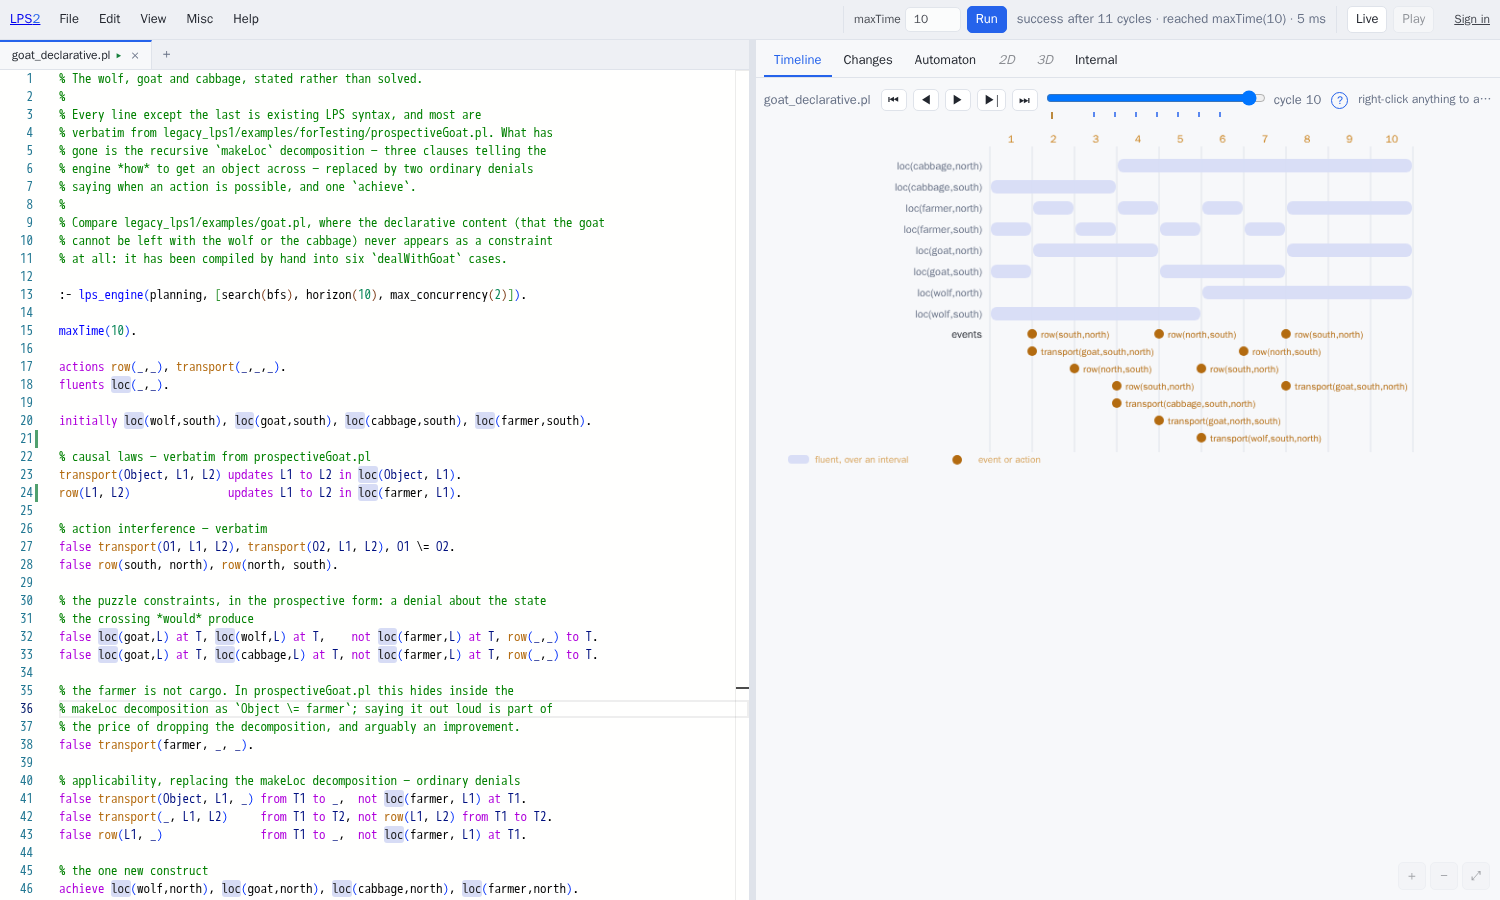 LPS2 File Edit View Misc Help maxTime 10 Run success after 11 cycles · reached maxTime(10) · 5 ms Live Play Sign in
goat_declarative.pl ▸ × +
1 % The wolf, goat and cabbage, stated rather than solved.
2 %
3 % Every line except the last is existing LPS syntax, and most are
4 % verbatim from legacy_lps1/examples/forTesting/prospectiveGoat.pl. What has
5 % gone is the recursive `makeLoc` decomposition — three clauses telling the
6 % engine *how* to get an object across — replaced by two ordinary denials
7 % saying when an action is possible, and one `achieve`.
8 %
9 % Compare legacy_lps1/examples/goat.pl, where the declarative content (that the goat
10 % cannot be left with the wolf or the cabbage) never appears as a constraint
11 % at all: it has been compiled by hand into six `dealWithGoat` cases.
12
13 :- lps_engine(planning, [search(bfs), horizon(10), max_concurrency(2)]).
14
15 maxTime(10).
16
17 actions row(_,_), transport(_,_,_).
18 fluents loc(_,_).
19
20 initially loc(wolf,south), loc(goat,south), loc(cabbage,south), loc(farmer,south).
21
22 % causal laws — verbatim from prospectiveGoat.pl
23 transport(Object, L1, L2) updates L1 to L2 in loc(Object, L1).
24 row(L1, L2) updates L1 to L2 in loc(farmer, L1).
25
26 % action interference — verbatim
27 false transport(O1, L1, L2), transport(O2, L1, L2), O1 \= O2.
28 false row(south, north), row(north, south).
29
30 % the puzzle constraints, in the prospective form: a denial about the state
31 % the crossing *would* produce
32 false loc(goat,L) at T, loc(wolf,L) at T, not loc(farmer,L) at T, row(_,_) to T.
33 false loc(goat,L) at T, loc(cabbage,L) at T, not loc(farmer,L) at T, row(_,_) to T.
34
35 % the farmer is not cargo. In prospectiveGoat.pl this hides inside the
36 % makeLoc decomposition as `Object \= farmer`; saying it out loud is part of
37 % the price of dropping the decomposition, and arguably an improvement.
38 false transport(farmer, _, _).
39
40 % applicability, replacing the makeLoc decomposition — ordinary denials
41 false transport(Object, L1, _) from T1 to _, not loc(farmer, L1) at T1.
42 false transport(_, L1, L2) from T1 to T2, not row(L1, L2) from T1 to T2.
43 false row(L1, _) from T1 to _, not loc(farmer, L1) at T1.
44
45 % the one new construct
46 achieve loc(wolf,north), loc(goat,north), loc(cabbage,north), loc(farmer,north).
Timeline Changes Automaton 2D 3D Internal
goat_declarative.pl cycle 10 ? right-click anything to a…
1 2 3 4 5 6 7 8 9 10
loc(cabbage,north)
loc(cabbage,south)
loc(farmer,north)
loc(farmer,south)
loc(goat,north)
loc(goat,south)
loc(wolf,north)
loc(wolf,south)
events row(south,north) row(north,south) row(south,north)
transport(goat,south,north) row(north,south)
row(north,south) row(south,north)
row(south,north) transport(goat,south,north)
transport(cabbage,south,north)
transport(goat,north,south)
transport(wolf,south,north)
fluent, over an interval event or action
+ −